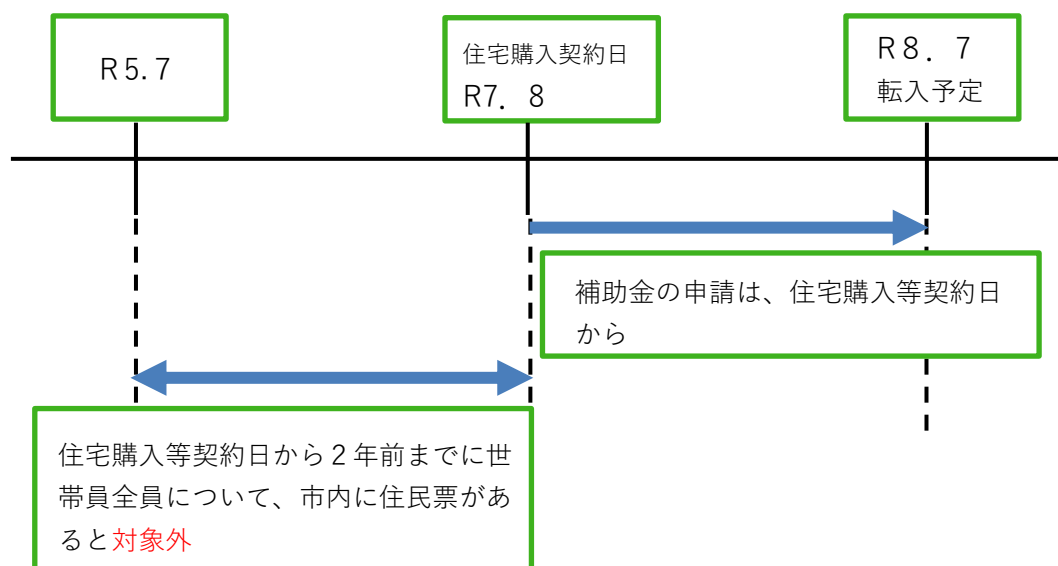 R5.7
住宅購入契約日
R7．8
R8．7
転入予定
補助金の申請は、住宅購入等契約日
から
住宅購入等契約日から２年前までに世
帯員全員について、市内に住民票があ
ると対象外